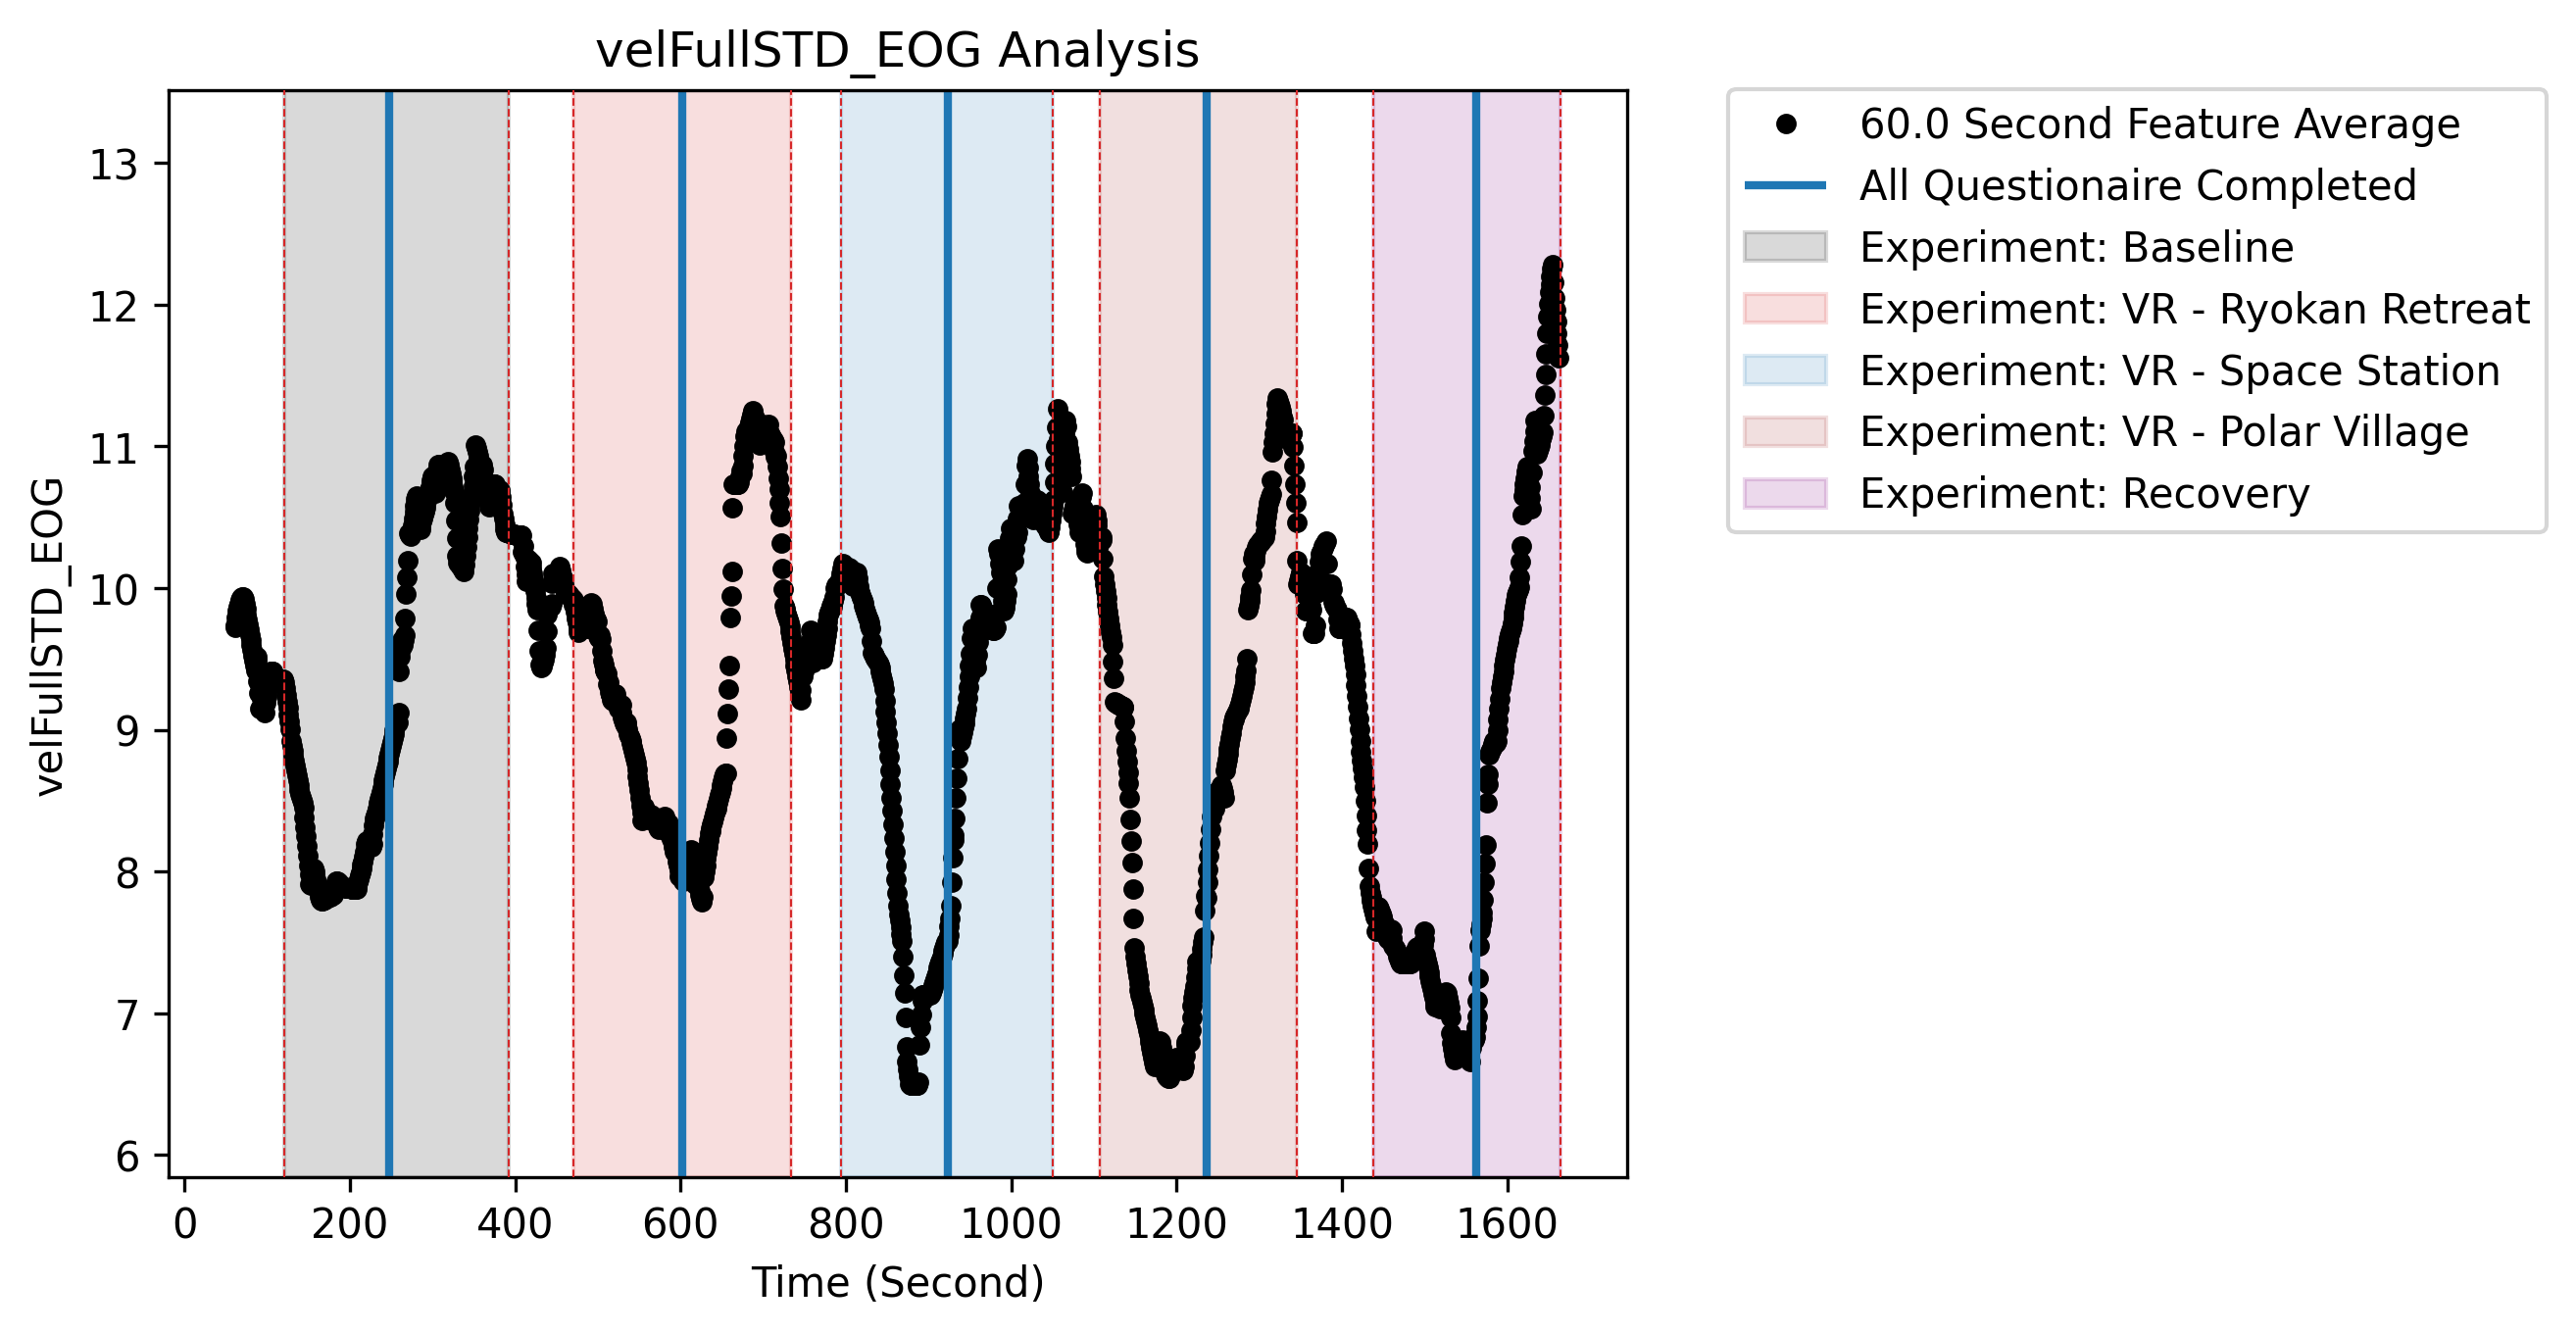 velFullSTD_EOG Analysis
13
12
11
10
9
8
7
6
velFullSTD_EOG
0 200 400 600 800 1000 1200 1400 1600
Time (Second)
60.0 Second Feature Average
All Questionaire Completed
Experiment: Baseline
Experiment: VR - Ryokan Retreat
Experiment: VR - Space Station
Experiment: VR - Polar Village
Experiment: Recovery